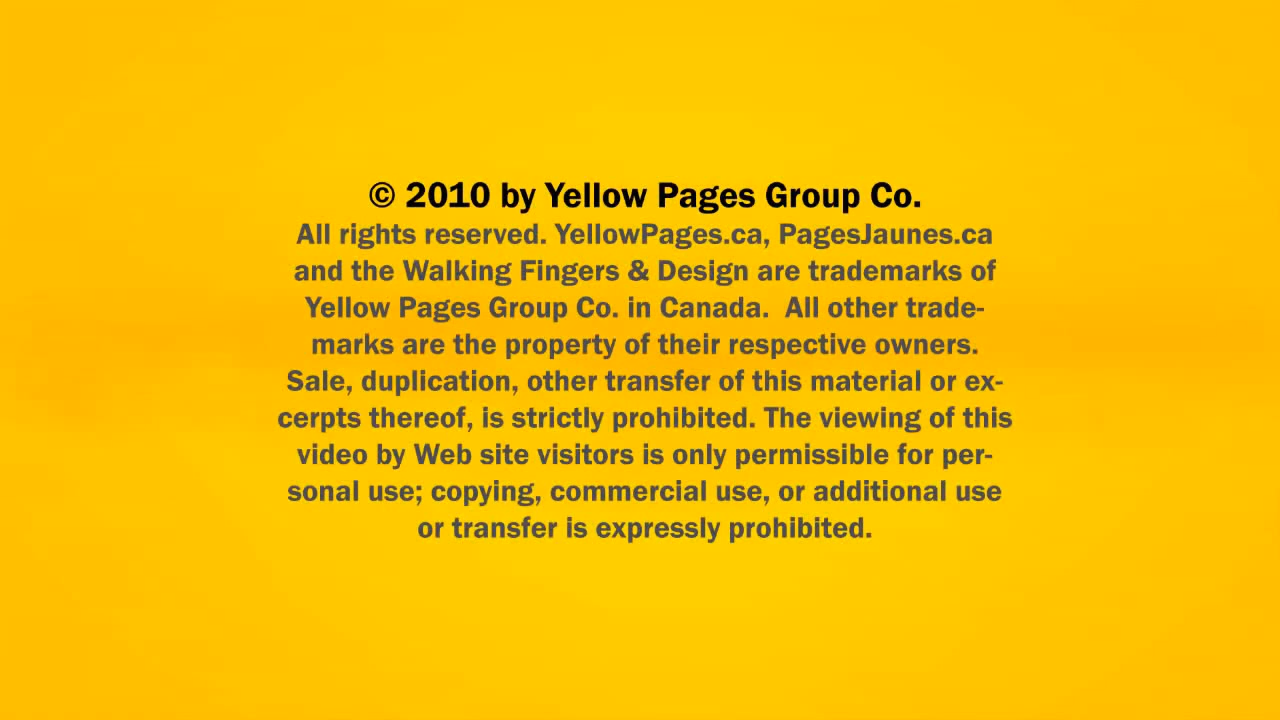 © 2010 by Yellow Pages Group Co.
All rights reserved. YellowPages.ca, PagesJaunes.ca
and the Walking Fingers & Design are trademarks of
Yellow Pages Group Co. in Canada.  All other trade-
marks are the property of their respective owners.
Sale, duplication, other transfer of this material or ex-
cerpts thereof, is strictly prohibited. The viewing of this
video by Web site visitors is only permissible for per-
sonal use; copying, commercial use, or additional use
or transfer is expressly prohibited.